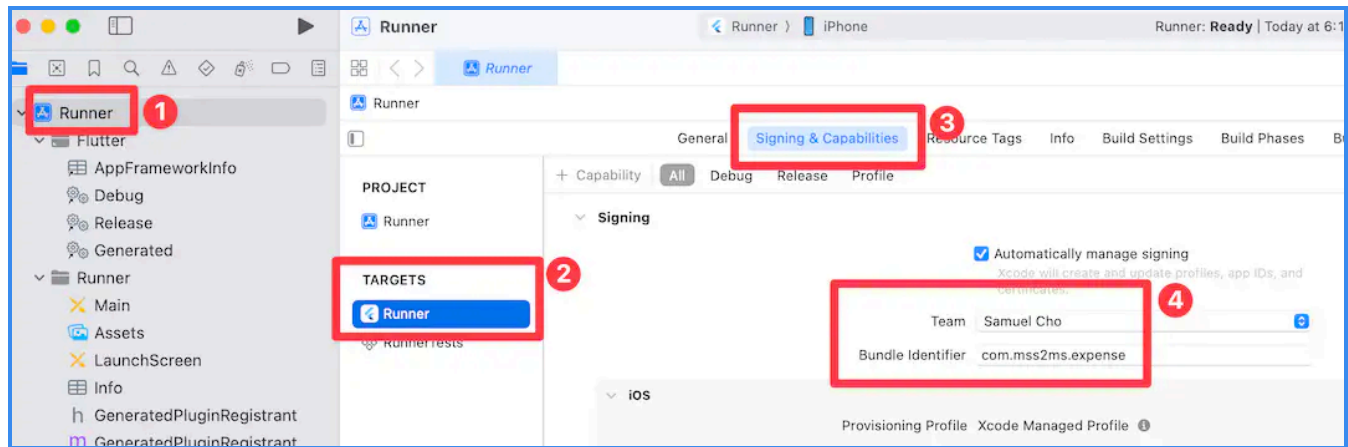 Runner
Runner
iPhone
Runner: Ready | Today at 6:1
Runner
Runner
Runner
1
Flutter
AppFrameworkInfo
Debug
Release
Generated
Runner
Main
Assets
LaunchScreen
Info
GeneratedPluginRegistrant
GeneratedPluginRegistrant
General
Signing & Capabilities
3
Resource Tags
Info
Build Settings
Build Phases
B
+ Capability
All
Debug
Release
Profile
PROJECT
Runner
TARGETS
2
Runner
RunnerTests
Signing
Automatically manage signing
Xcode will create and update profiles, app IDs, and
certificates.
4
Team Samuel Cho
Bundle Identifier com.mss2ms.expense
iOS
Provisioning Profile Xcode Managed Profile